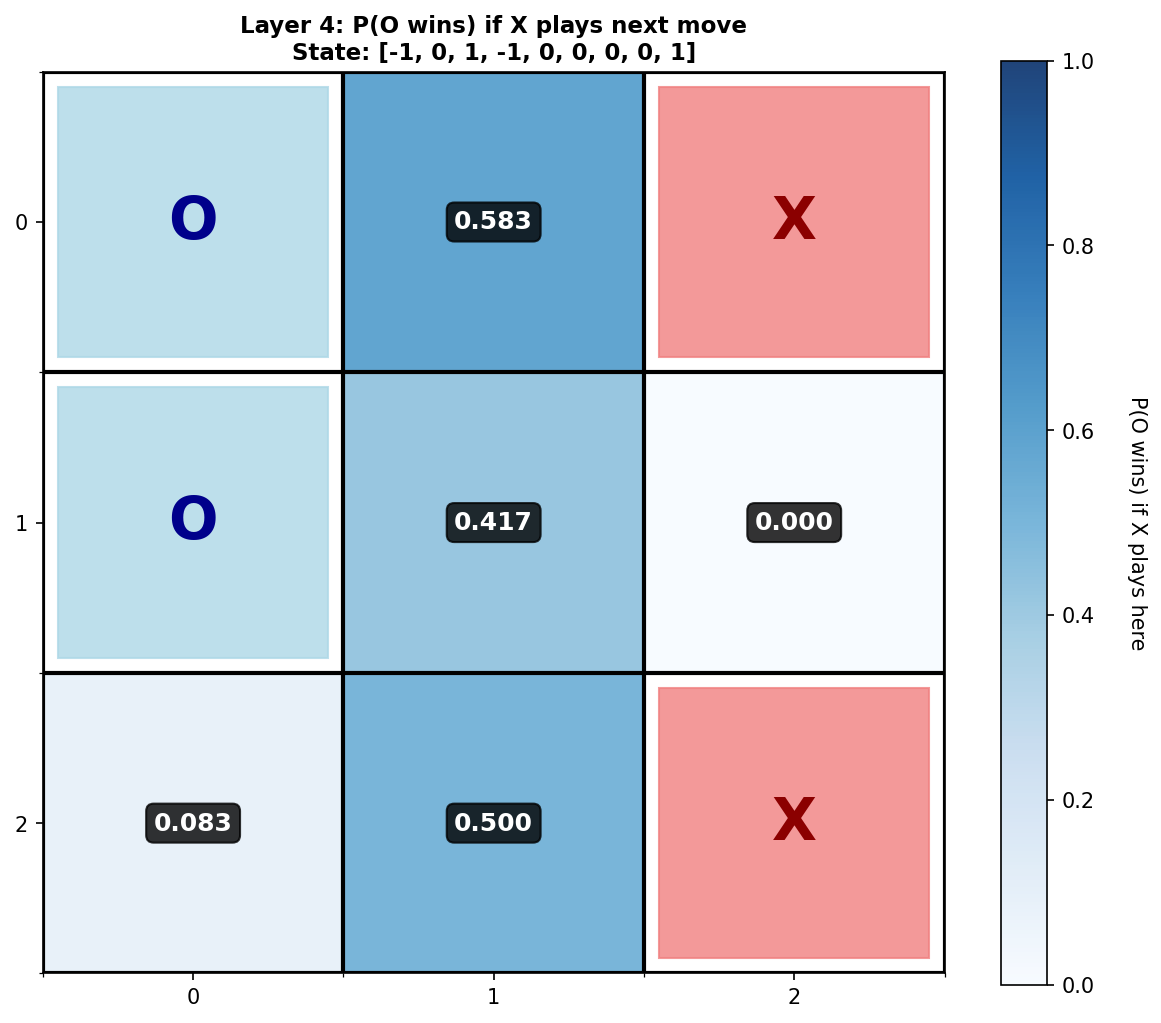 Layer 4: P(O wins) if X plays next move
State: [-1, 0, 1, -1, 0, 0, 0, 0, 1]
0
O
0.583
X
1
O
0.417
0.000
2
0.083
0.500
X
0
1
2
1.0
0.8
0.6
0.4
0.2
0.0
P(O wins) if X plays here